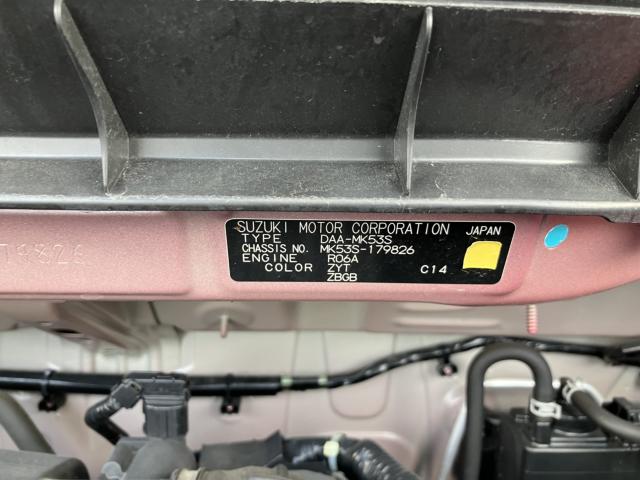 SUZUKI MOTOR CORPORATION JAPAN
TYPE DAA-MK53S
CHASSIS NO. MK53S-179826
ENGINE R06A
COLOR ZYT C14
ZBGB